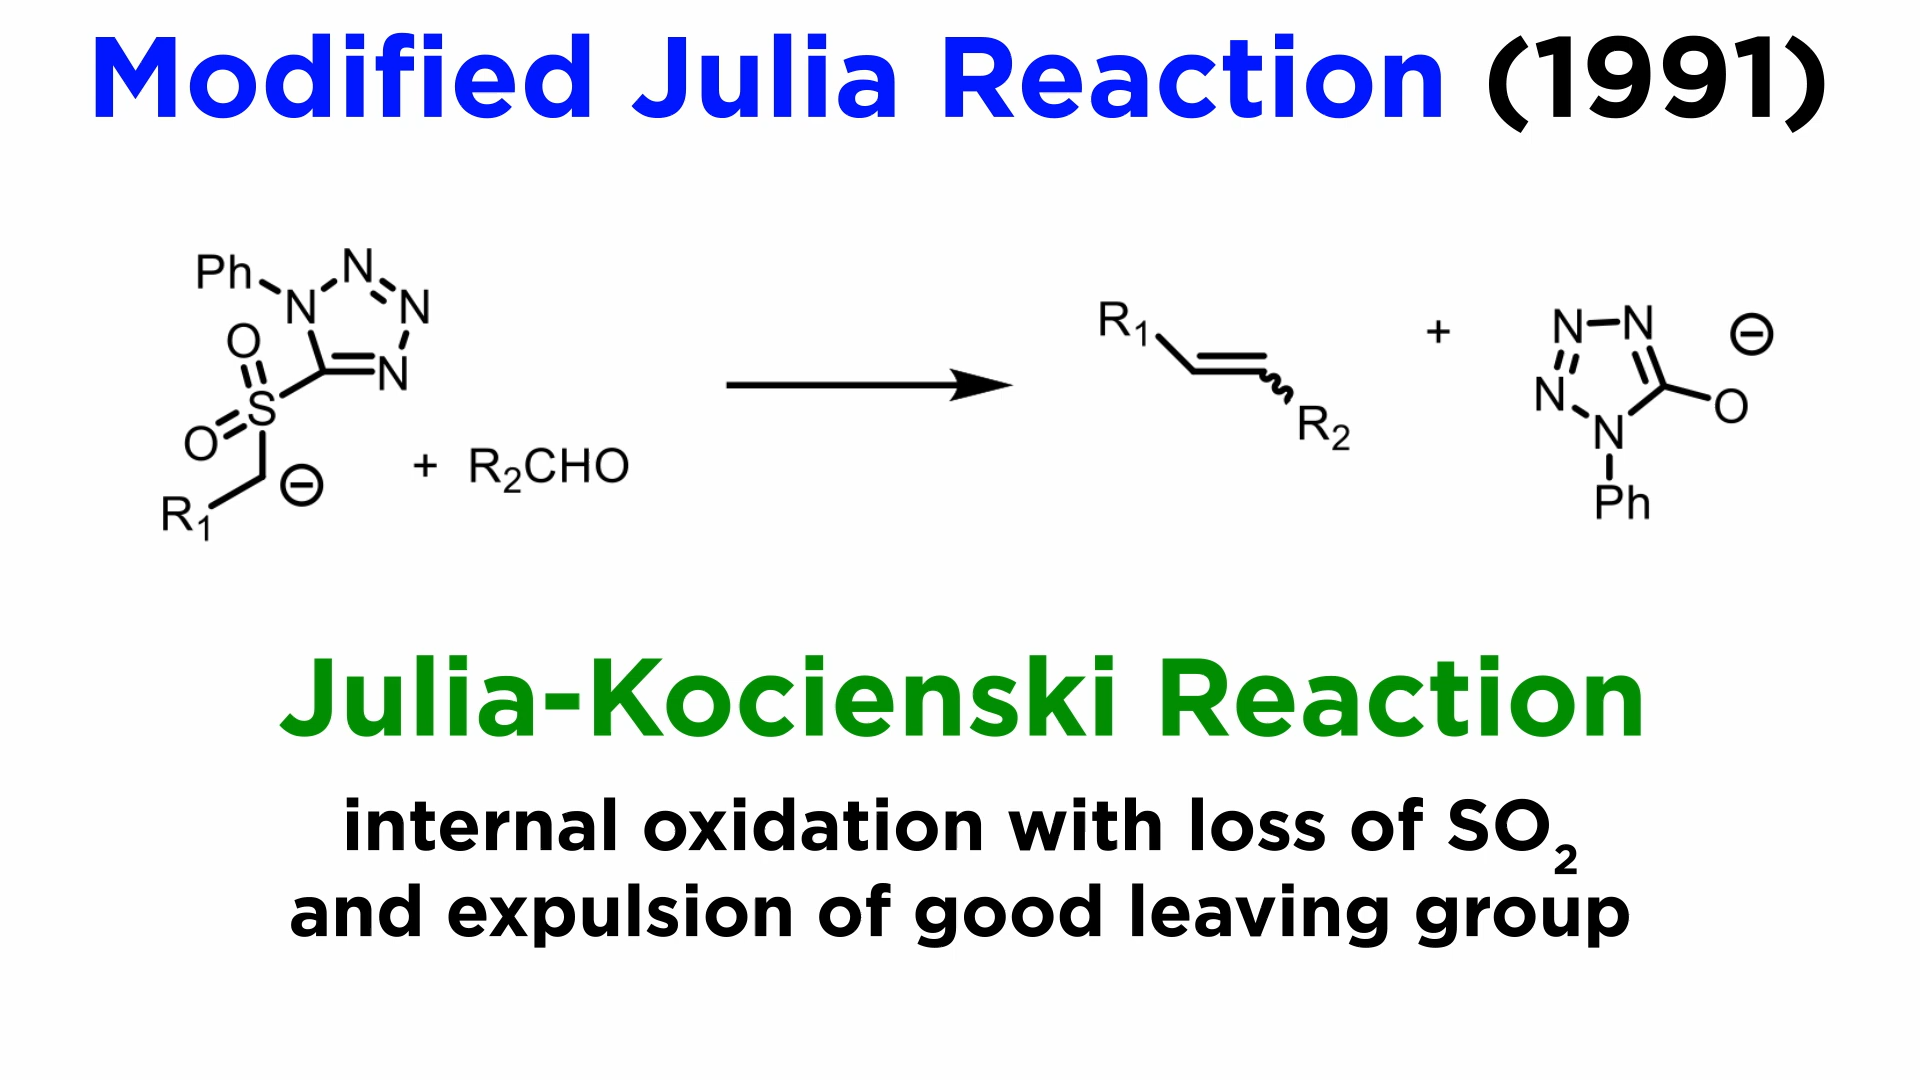 Modified Julia Reaction (1991)
Ph
N
N
N
N
O
S
O
R₁
⊖
+ R₂CHO
R₁
R₂
+
N
N
N
N
O
⊖
Ph
Julia-Kocienski Reaction
internal oxidation with loss of SO₂
and expulsion of good leaving group